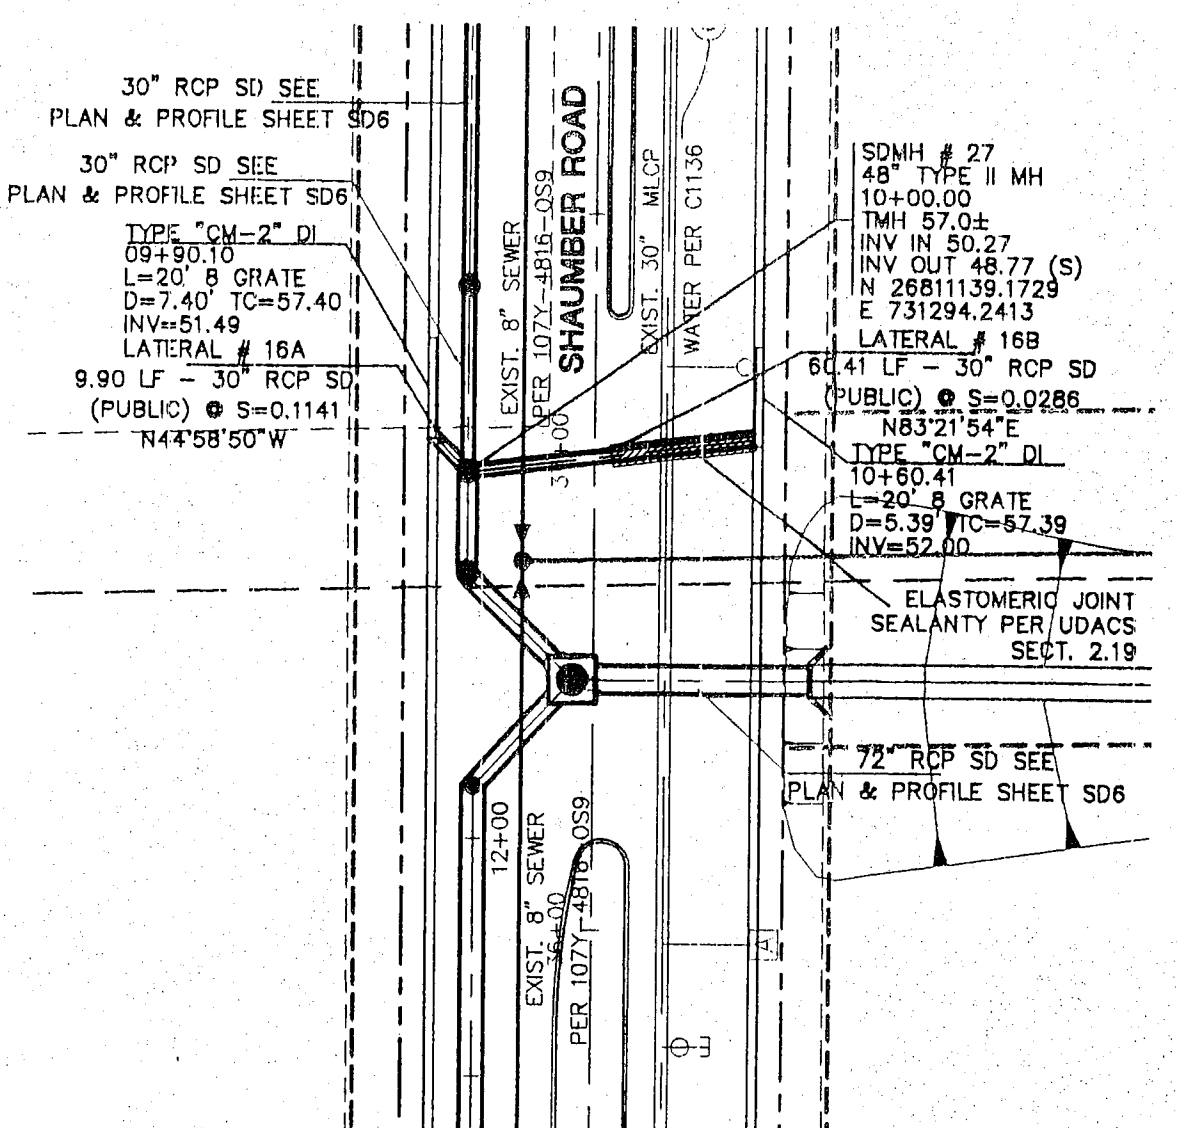 30" RCP SD SEE
PLAN & PROFILE SHEET SD6
30" RCP SD SEE
PLAN & PROFILE SHEET SD6
TYPE "CM-2" DI
09+90.10
L=20' 8 GRATE
D=7.40' TC=57.40
INV=51.49
LATERAL # 16A
9.90 LF - 30" RCP SD
(PUBLIC) @ S=0.1141
N44°58'50"W
EXIST. 8" SEWER
PER 107Y-4816-0S9
SHAUMBER ROAD
EXIST. 30" MLCP
WATER PER C1136
SDMH # 27
48" TYPE II MH
10+00.00
TMH 57.0±
INV IN 50.27
INV OUT 48.77 (S)
N 26811139.1729
E 731294.2413
LATERAL # 16B
60.41 LF - 30" RCP SD
(PUBLIC) @ S=0.0286
N83°21'54"E
TYPE "CM-2" DI
10+60.41
L=20' 8 GRATE
D=5.39' TC=57.39
INV=52.00
ELASTOMERIC JOINT
SEALANTY PER UDACS
SECT. 2.19
72" RCP SD SEE
PLAN & PROFILE SHEET SD6
12+00
EXIST. 8" SEWER
36+00
PER 107Y-4816-0S9
A